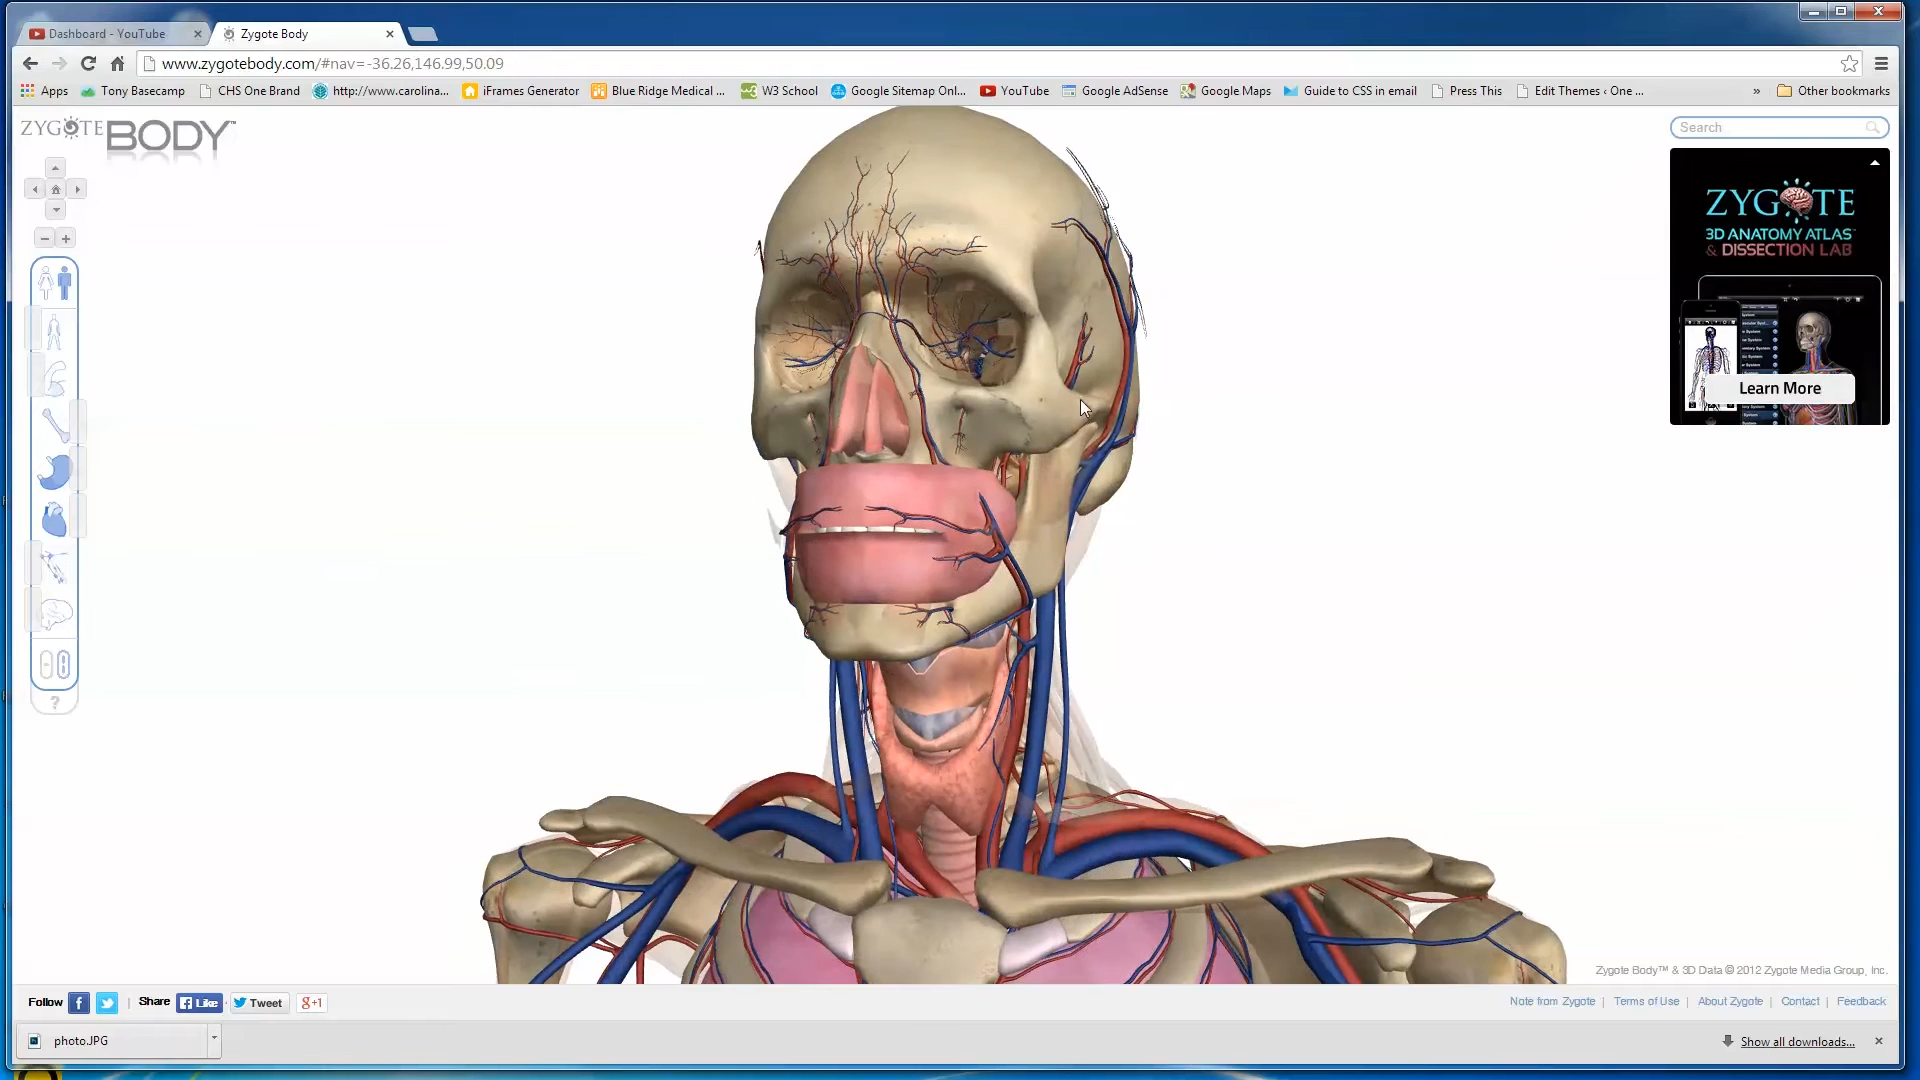 Dashboard - YouTube
Zygote Body
www.zygotebody.com/#nav=-36.26,146.99,50.09
Apps
Tony Basecamp
CHS One Brand
http://www.carolina...
iFrames Generator
Blue Ridge Medical ...
W3 School
Google Sitemap Onl...
YouTube
Google AdSense
Google Maps
Guide to CSS in email
Press This
Edit Themes ‹ One ...
»
Other bookmarks
ZYGOTE BODY™
Search
ZYGOTE
3D ANATOMY ATLAS™
& DISSECTION LAB
Learn More
?
Zygote Body™ & 3D Data © 2012 Zygote Media Group, Inc.
Follow
Share
Like
Tweet
g+1
Note from Zygote | Terms of Use | About Zygote | Contact | Feedback
photo.JPG
Show all downloads...